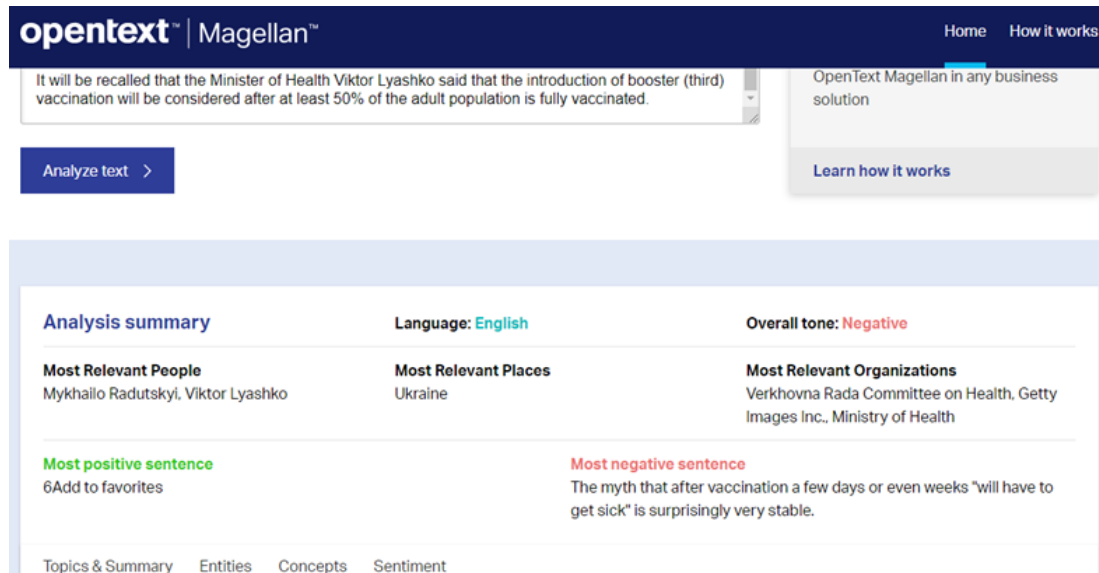 opentext™ | Magellan™
Home How it works
It will be recalled that the Minister of Health Viktor Lyashko said that the introduction of booster (third)
vaccination will be considered after at least 50% of the adult population is fully vaccinated.
OpenText Magellan in any business
solution
Analyze text >
Learn how it works
Analysis summary
Language: English
Overall tone: Negative
Most Relevant People
Mykhailo Radutskyi, Viktor Lyashko
Most Relevant Places
Ukraine
Most Relevant Organizations
Verkhovna Rada Committee on Health, Getty
Images Inc., Ministry of Health
Most positive sentence
6Add to favorites
Most negative sentence
The myth that after vaccination a few days or even weeks "will have to
get sick" is surprisingly very stable.
Topics & Summary Entities Concepts Sentiment